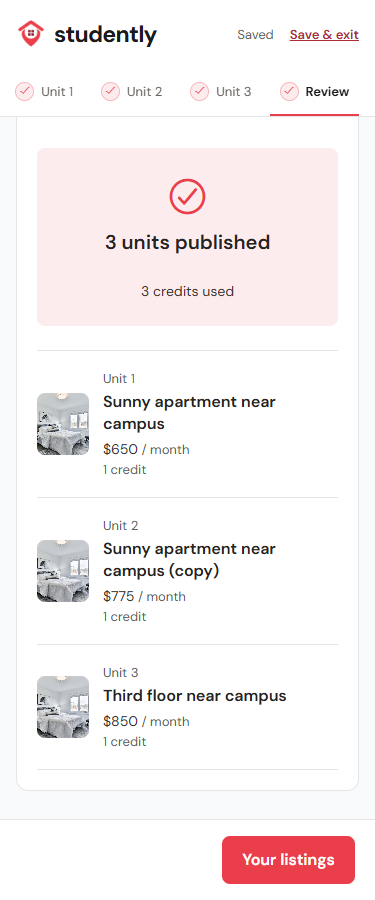 studently
Saved
Save & exit
Unit 1
Unit 2
Unit 3
Review
3 units published
3 credits used
Unit 1
Sunny apartment near
campus
$650 / month
1 credit
Unit 2
Sunny apartment near
campus (copy)
$775 / month
1 credit
Unit 3
Third floor near campus
$850 / month
1 credit
Your listings